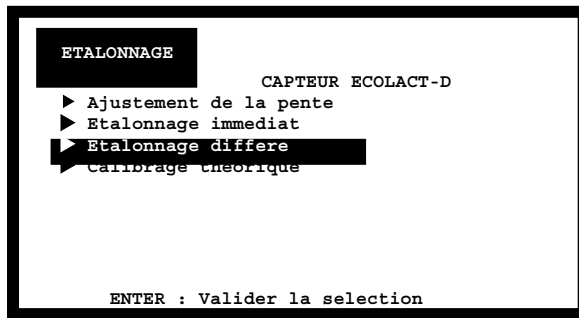 ETALONNAGE
CAPTEUR ECOLACT-D
Ajustement de la pente
Etalonnage immediat
Etalonnage differe
Calibrage theorique
ENTER : Valider la selection